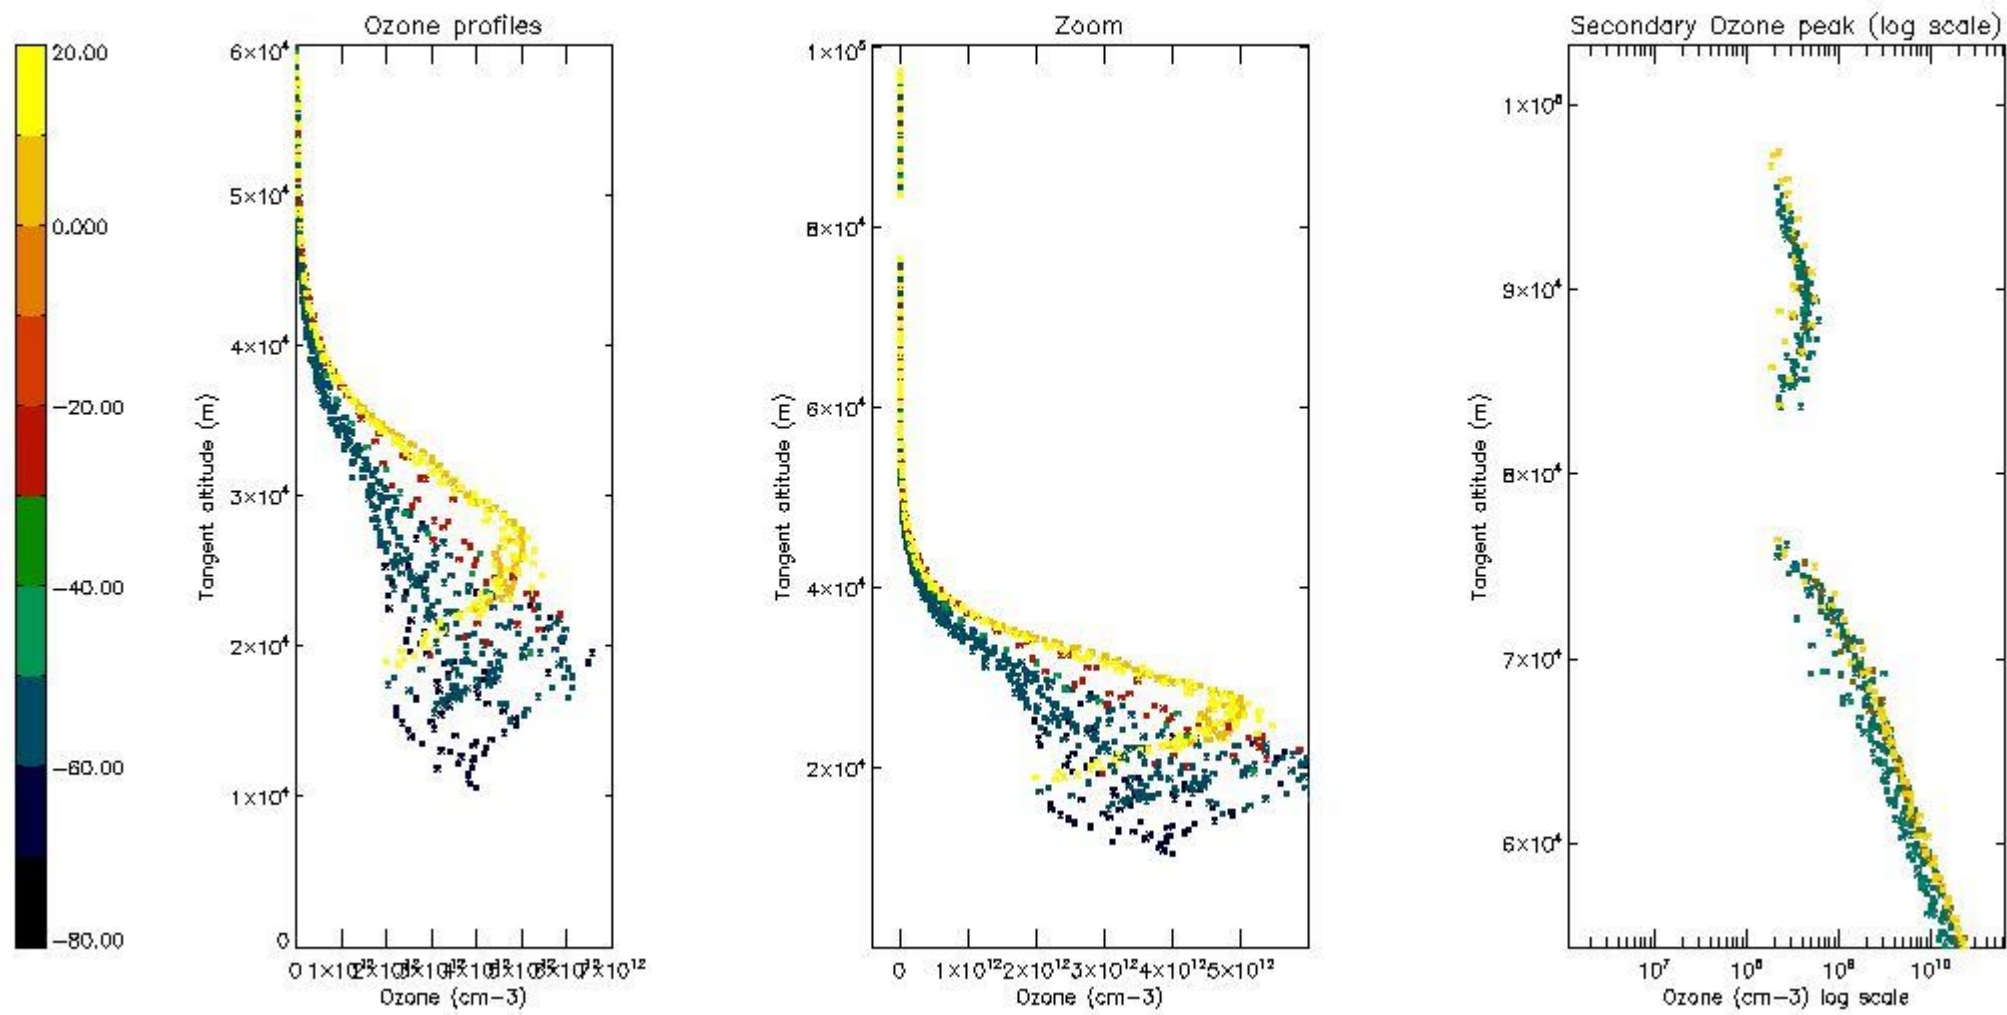 Ozone profiles
Zoom
Secondary Ozone peak (log scale)
20.00
0.000
−20.00
−40.00
−60.00
−80.00
6×10⁴
5×10⁴
4×10⁴
3×10⁴
2×10⁴
1×10⁴
0
Tangent altitude (m)
Ozone (cm−3)
1×10⁵
8×10⁴
6×10⁴
4×10⁴
2×10⁴
Tangent altitude (m)
0 1×10¹² 2×10¹² 3×10¹² 4×10¹² 5×10¹²
Ozone (cm−3)
9×10⁴
8×10⁴
7×10⁴
6×10⁴
Tangent altitude (m)
10⁷ 10⁸ 10⁹ 10¹⁰
Ozone (cm−3) log scale